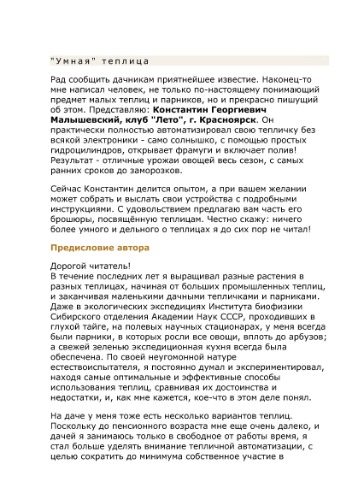 "Умная" теплица
Рад сообщить дачникам приятнейшее известие. Наконец-то
мне написал человек, не только по-настоящему понимающий
предмет малых теплиц и парников, но и прекрасно пишущий
об этом. Представляю: Константин Георгиевич
Малышевский, клуб "Лето", г. Красноярск. Он
практически полностью автоматизировал свою тепличку без
всякой электроники - само солнышко, с помощью простых
гидроцилиндров, открывает фрамуги и включает полив!
Результат - отличные урожаи овощей весь сезон, с самых
ранних сроков до заморозков.
Сейчас Константин делится опытом, а при вашем желании
может собрать и выслать свои устройства с подробными
инструкциями. С удовольствием предлагаю вам часть его
брошюры, посвящённую теплицам. Честно скажу: ничего
более умного и дельного о теплицах я до сих пор не читал!
Предисловие автора
Дорогой читатель!
В течение последних лет я выращивал разные растения в
разных теплицах, начиная от больших промышленных теплиц,
и заканчивая маленькими дачными тепличками и парниками.
Даже в экологических экспедициях Института биофизики
Сибирского отделения Академии Наук СССР, проходивших в
глухой тайге, на полевых научных стационарах, у меня всегда
были парники, в которых росли все овощи, вплоть до арбузов;
а свежей зеленью экспедиционная кухня всегда была
обеспечена. По своей неугомонной натуре
естествоиспытателя, я постоянно думал и экспериментировал,
находя самые оптимальные и эффективные способы
использования теплиц, сравнивая их достоинства и
недостатки, и, как мне кажется, кое-что в этом деле понял.
На даче у меня тоже есть несколько вариантов теплиц.
Поскольку до пенсионного возраста мне еще очень далеко, и
дачей я занимаюсь только в свободное от работы время, я
стал больше уделять внимание тепличной автоматизации, с
целью сократить до минимума собственное участие в